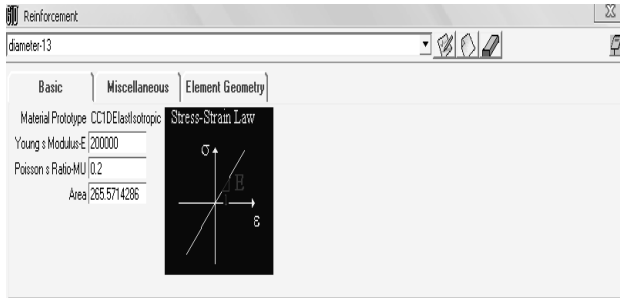 Reinforcement
diameter-13
Basic Miscellaneous Element Geometry
Material Prototype CC1DElastIsotropic
Young s Modulus-E 200000
Poisson s Ratio-MU 0.2
Area 265.5714286
Stress-Strain Law
σ
E
1
ε